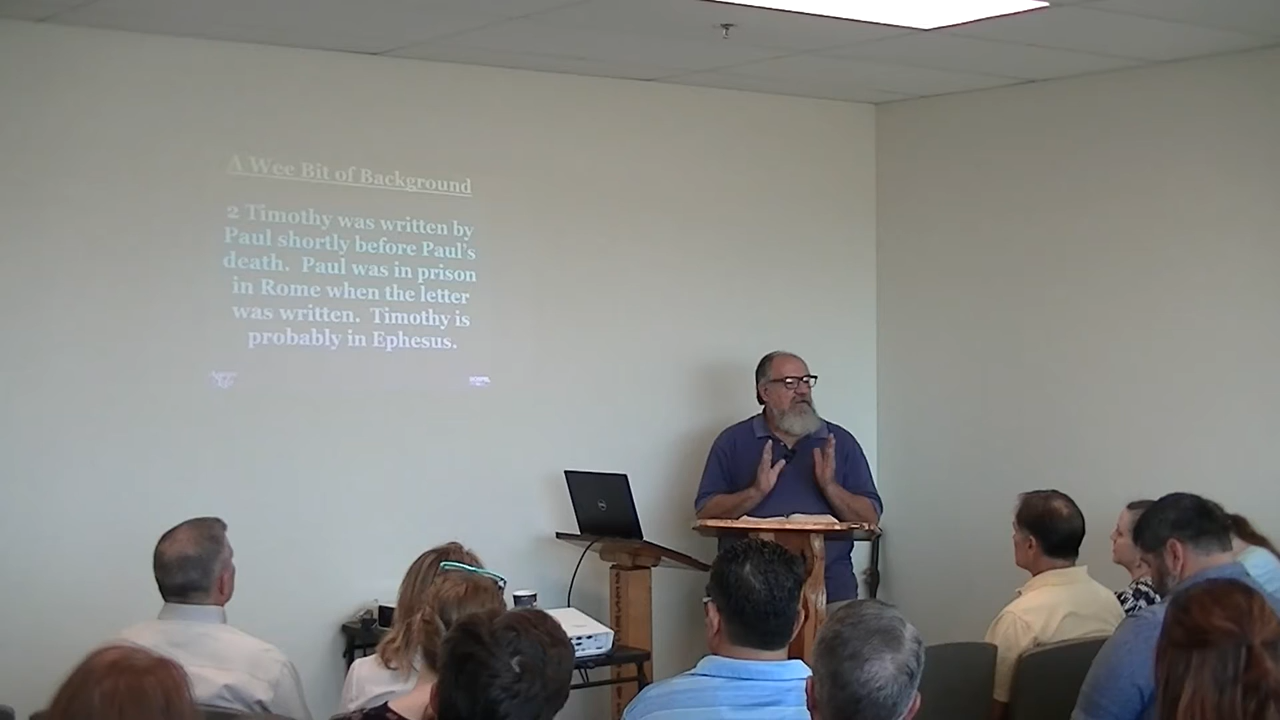 A Wee Bit of Background
2 Timothy was written by
Paul shortly before Paul's
death. Paul was in prison
in Rome when the letter
was written. Timothy is
probably in Ephesus.